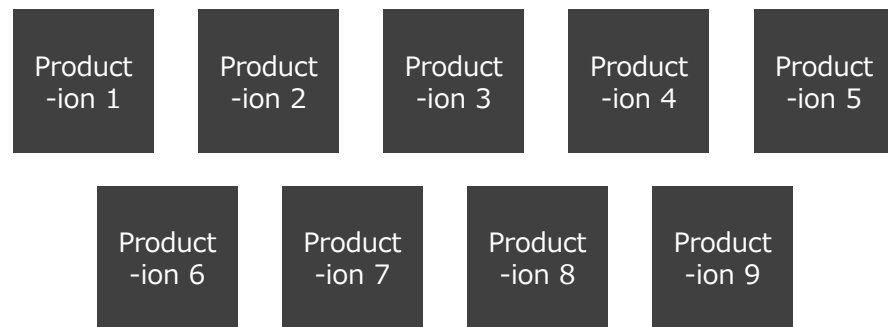 Product
-ion 1
Product
-ion 2
Product
-ion 3
Product
-ion 4
Product
-ion 5
Product
-ion 6
Product
-ion 7
Product
-ion 8
Product
-ion 9